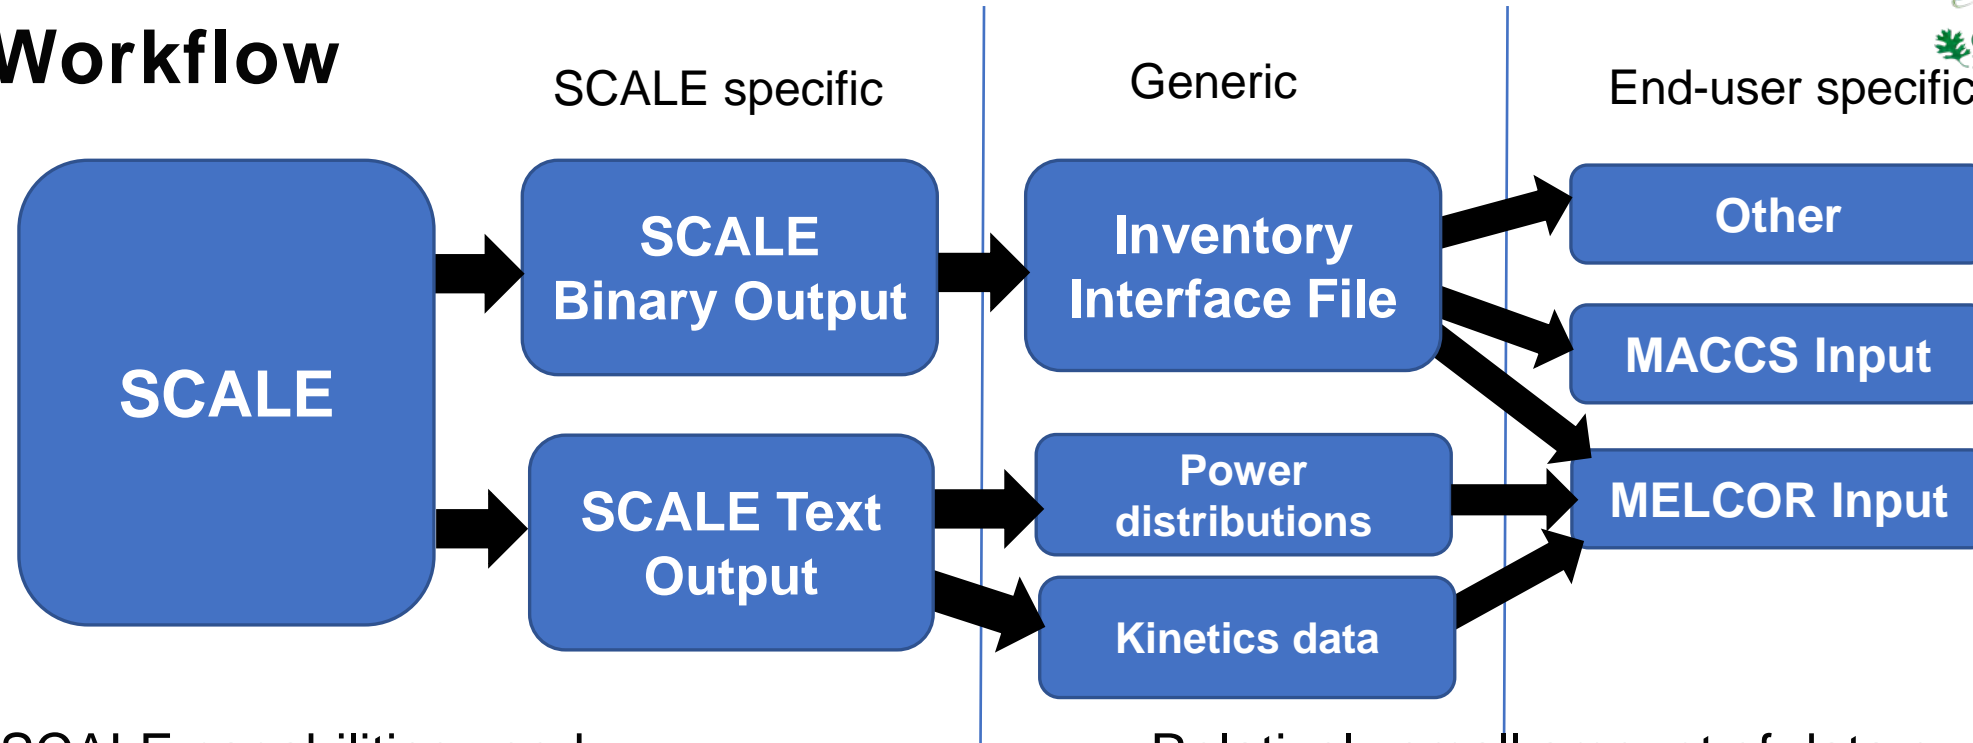 Workflow
SCALE specific
Generic
End-user specific
SCALE
SCALE
Binary Output
Inventory
Interface File
Other
MACCS Input
SCALE Text
Output
Power
distributions
MELCOR Input
Kinetics data